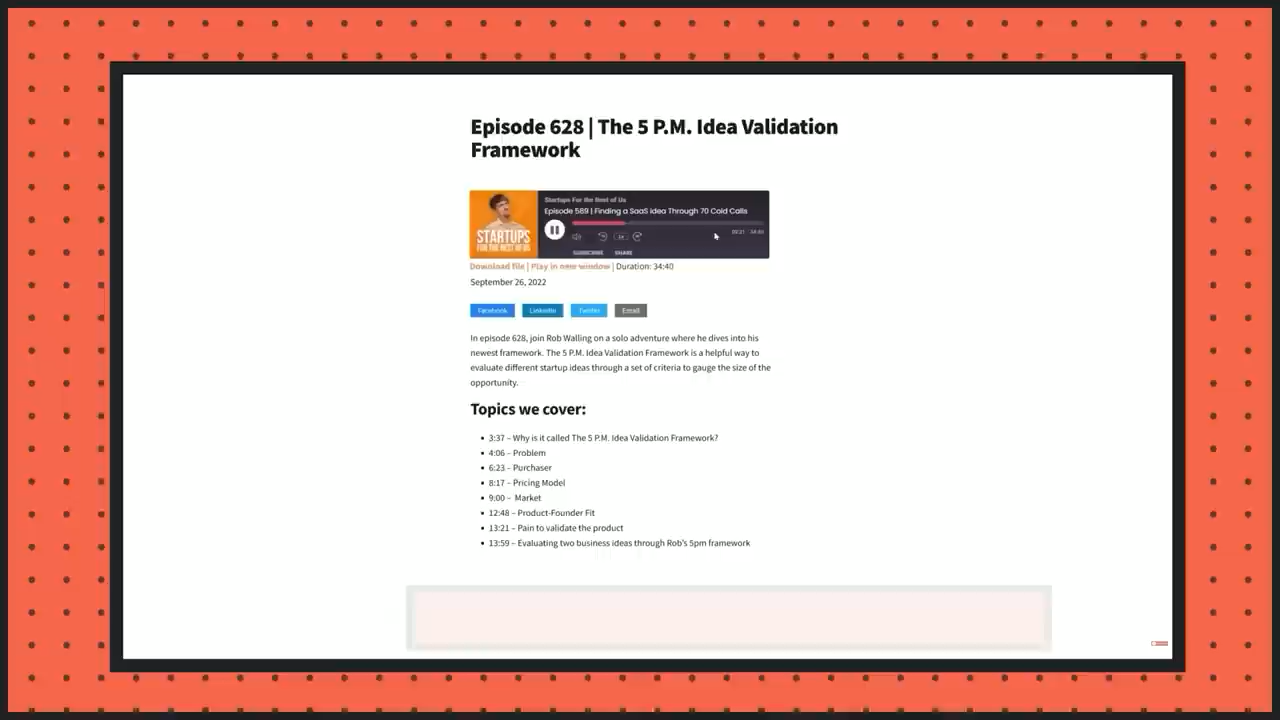 Episode 628 | The 5 P.M. Idea Validation
Framework
Startups For the Rest of Us
Episode 589 | Finding a SaaS idea Through 70 Cold Calls
STARTUPS
FOR THE REST OF US
1x
SUBSCRIBE SHARE
Download file | Play in new window | Duration: 34:40
September 26, 2022
Facebook LinkedIn Twitter Email
In episode 628, join Rob Walling on a solo adventure where he dives into his
newest framework. The 5 P.M. Idea Validation Framework is a helpful way to
evaluate different startup ideas through a set of criteria to gauge the size of the
opportunity.
Topics we cover:
3:37 – Why is it called The 5 P.M. Idea Validation Framework?
4:06 – Problem
6:23 – Purchaser
8:17 – Pricing Model
9:00 – Market
12:48 – Product-Founder Fit
13:21 – Pain to validate the product
13:59 – Evaluating two business ideas through Rob's 5pm framework